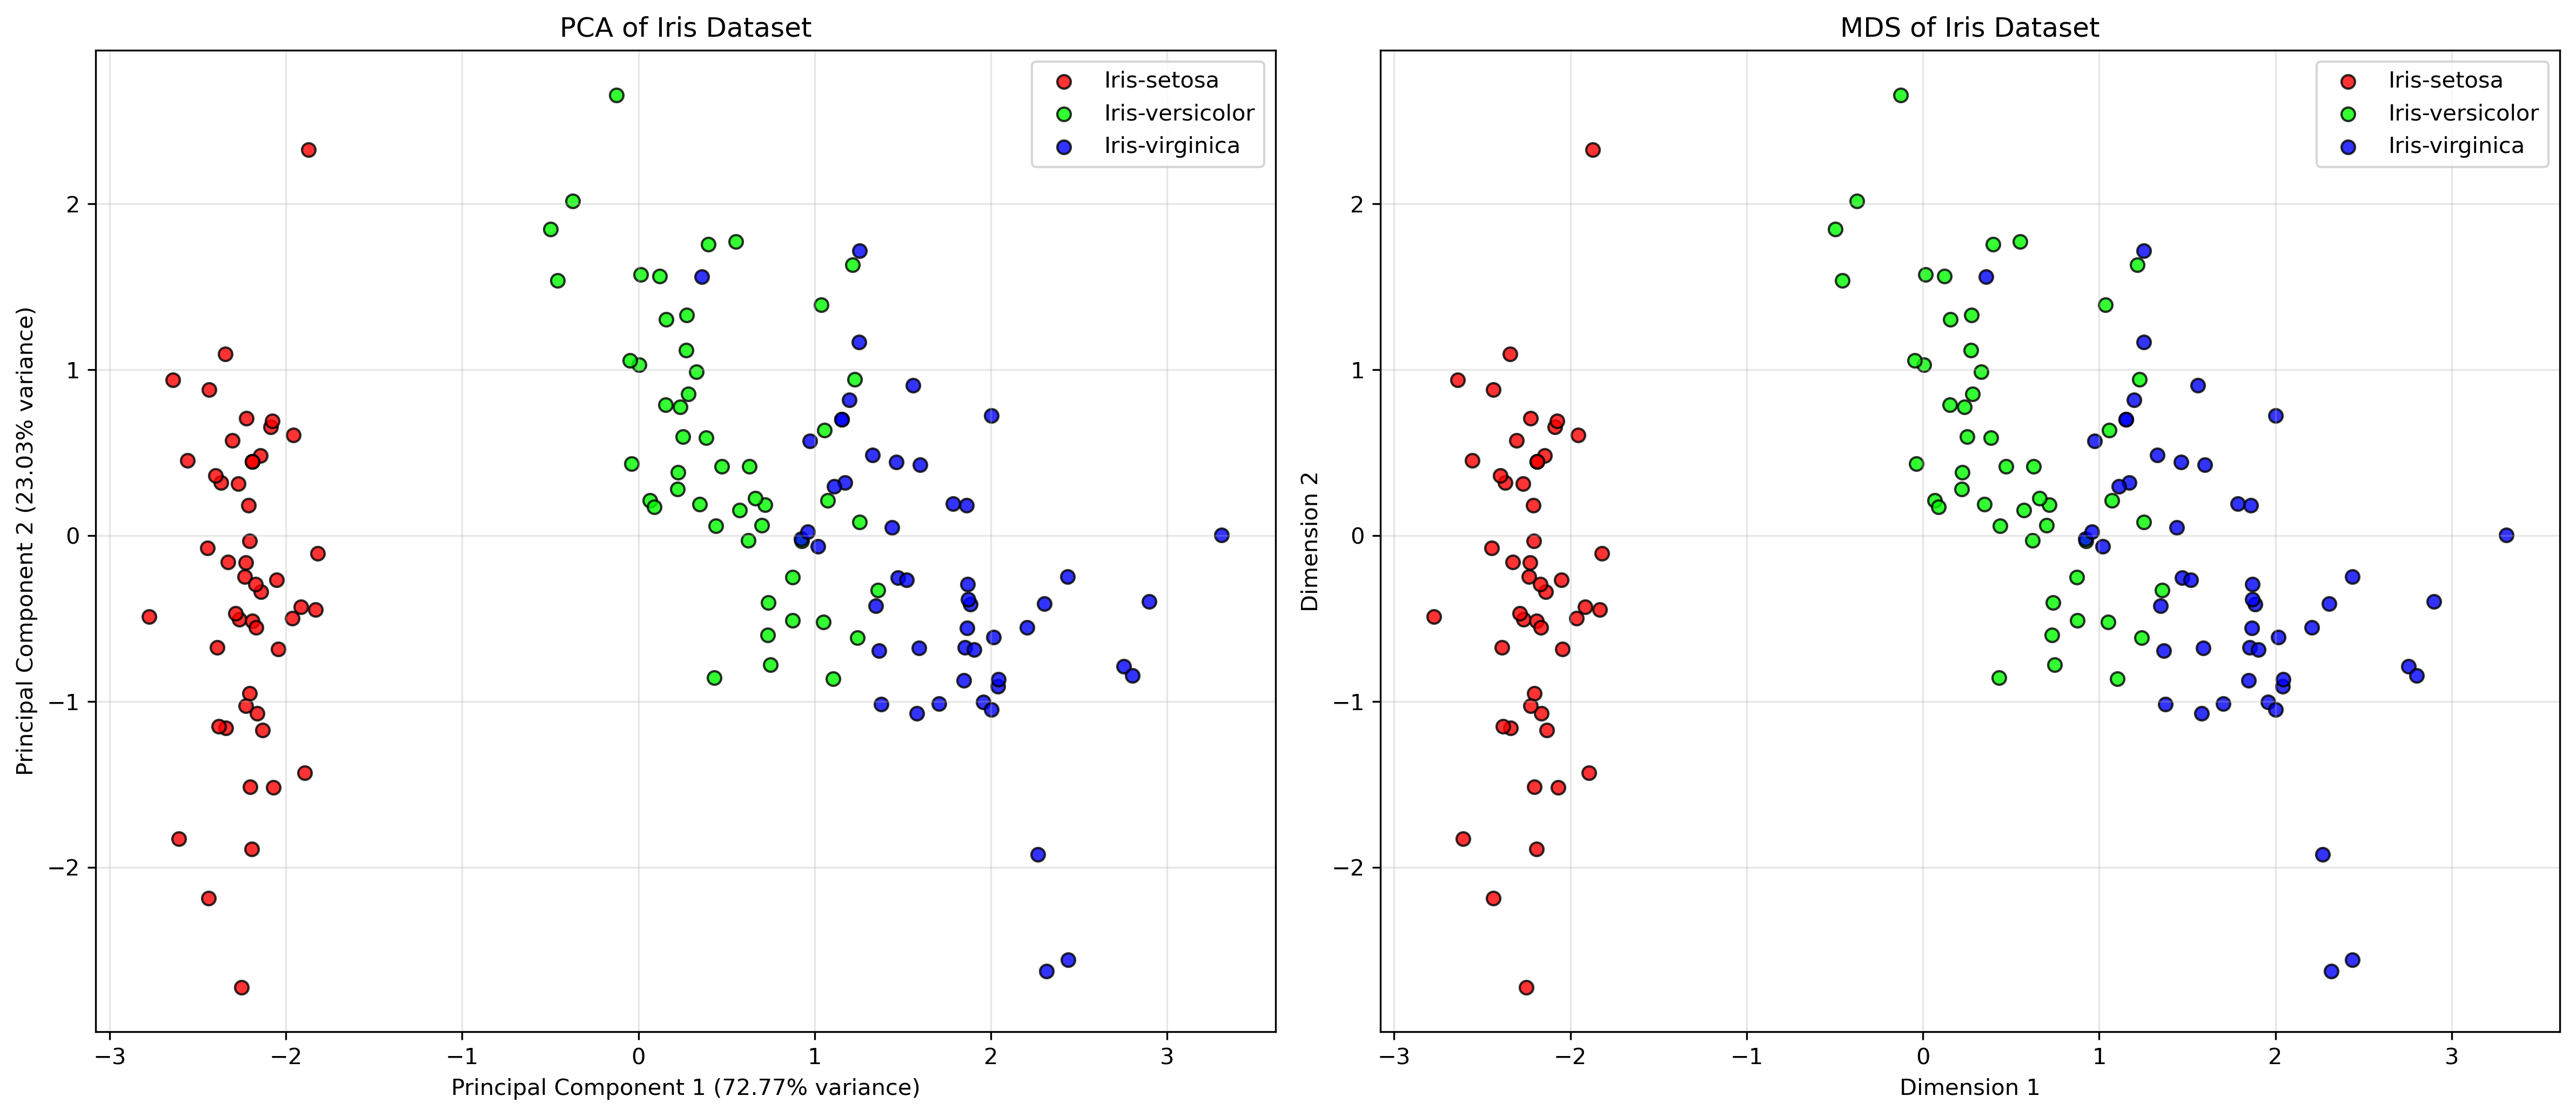 PCA of Iris Dataset
Iris-setosa
Iris-versicolor
Iris-virginica
Principal Component 2 (23.03% variance)
2
1
0
−1
−2
−3
−2
−1
0
1
2
3
Principal Component 1 (72.77% variance)
MDS of Iris Dataset
Iris-setosa
Iris-versicolor
Iris-virginica
Dimension 2
2
1
0
−1
−2
−3
−2
−1
0
1
2
3
Dimension 1